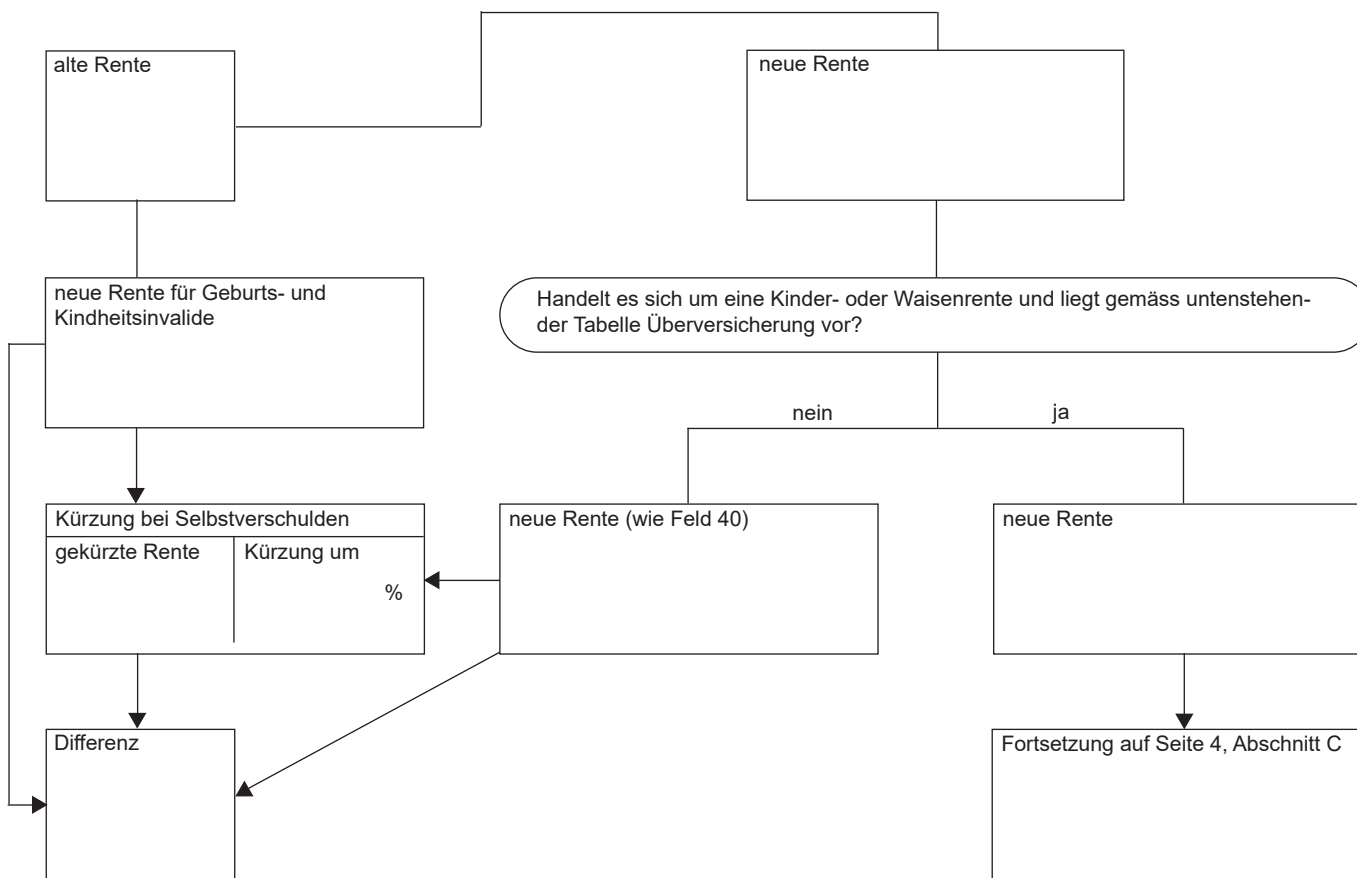 alte Rente
neue Rente
neue Rente für Geburts- und
Kindheitsinvalide
Handelt es sich um eine Kinder- oder Waisenrente und liegt gemäss untenstehen-
der Tabelle Überversicherung vor?
nein
ja
Kürzung bei Selbstverschulden
gekürzte Rente
Kürzung um
%
neue Rente (wie Feld 40)
neue Rente
Differenz
Fortsetzung auf Seite 4, Abschnitt C